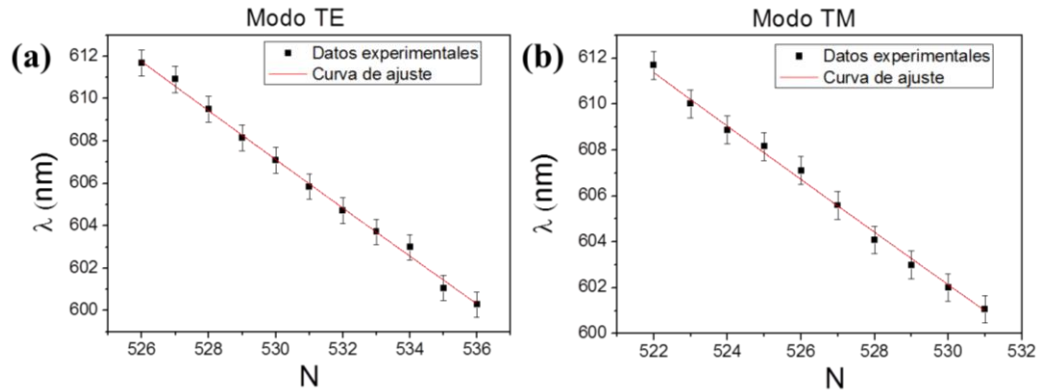 Modo TE
(a)
Datos experimentales
Curva de ajuste
612
610
608
606
604
602
600
λ (nm)
526 528 530 532 534 536
N
Modo TM
(b)
Datos experimentales
Curva de ajuste
612
610
608
606
604
602
600
λ (nm)
522 524 526 528 530 532
N